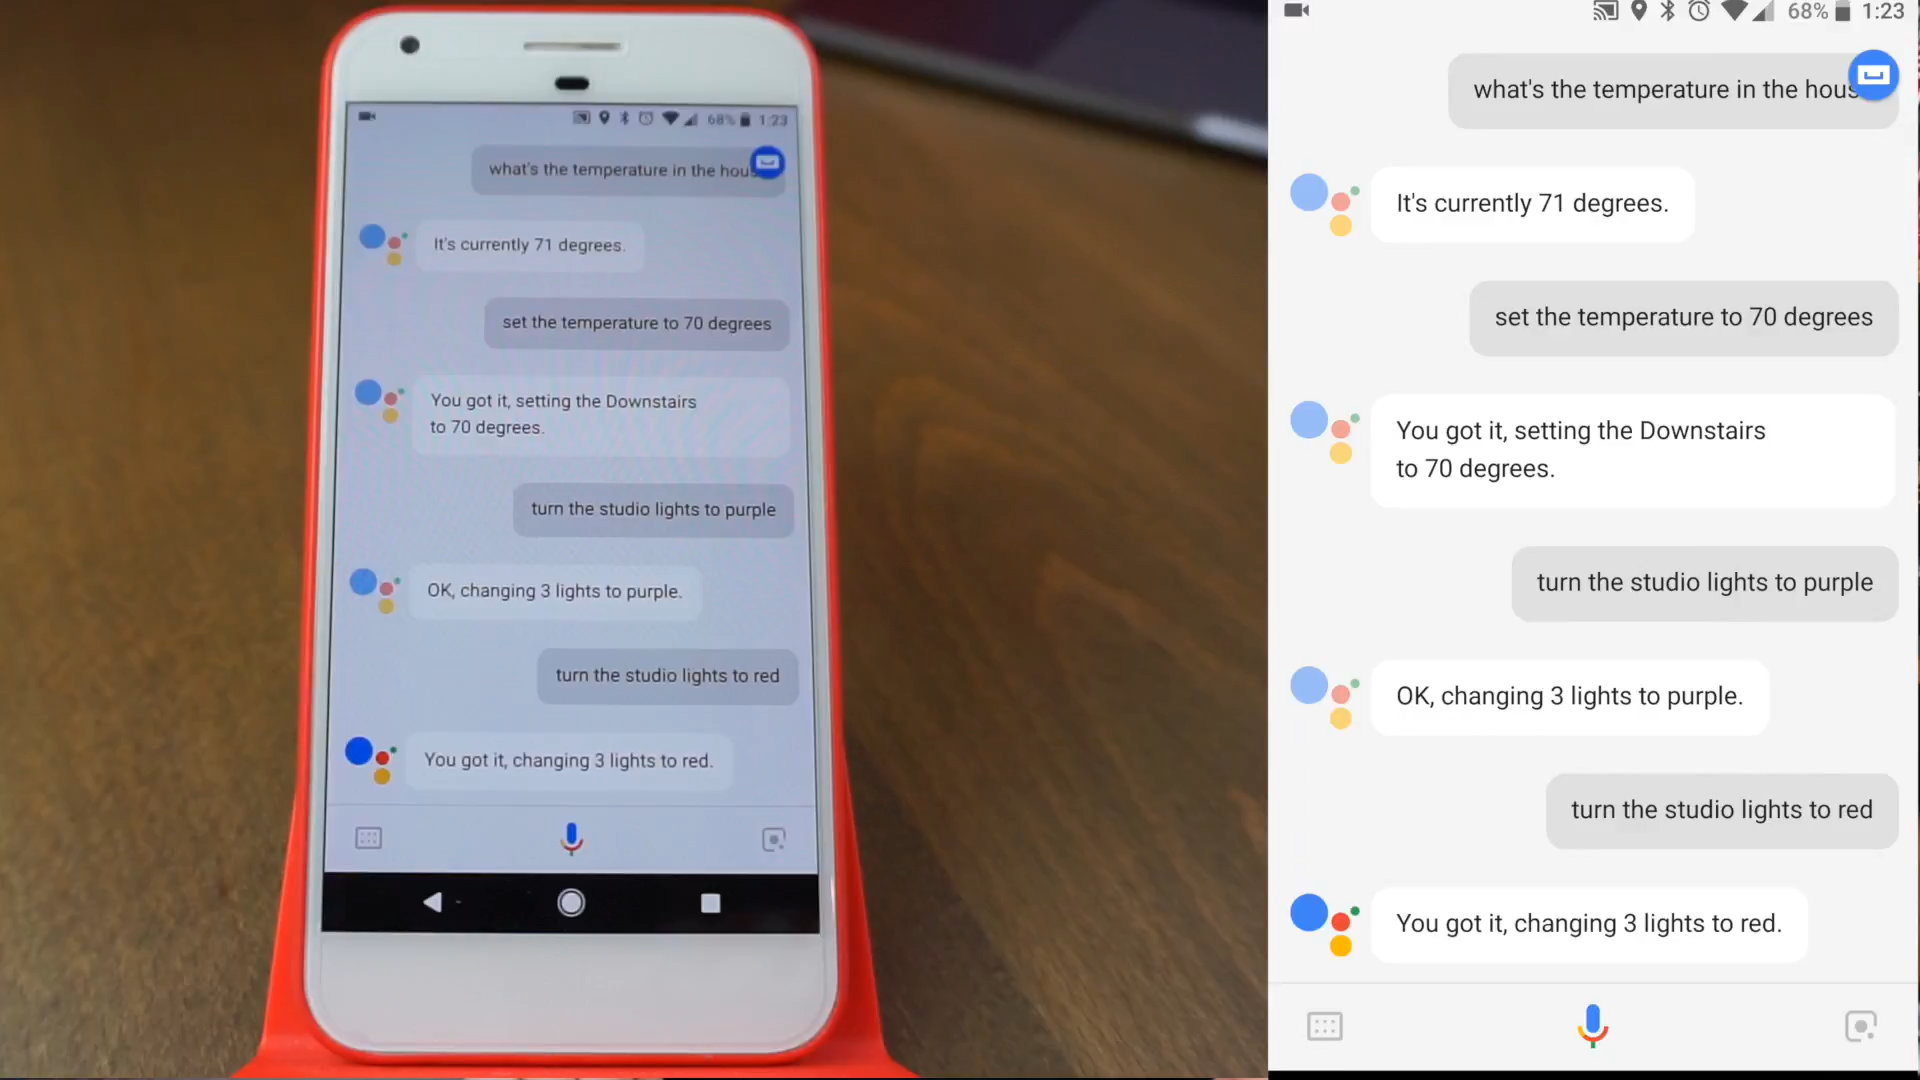 68% 1:23
what's the temperature in the
It's currently 71 degrees.
set the temperature to 70 degrees
You got it, setting the Downstairs
to 70 degrees.
turn the studio lights to purple
OK, changing 3 lights to purple.
turn the studio lights to red
You got it, changing 3 lights to red.
68% 1:23
what's the temperature in the
It's currently 71 degrees.
set the temperature to 70 degrees
You got it, setting the Downstairs
to 70 degrees.
turn the studio lights to purple
OK, changing 3 lights to purple.
turn the studio lights to red
You got it, changing 3 lights to red.